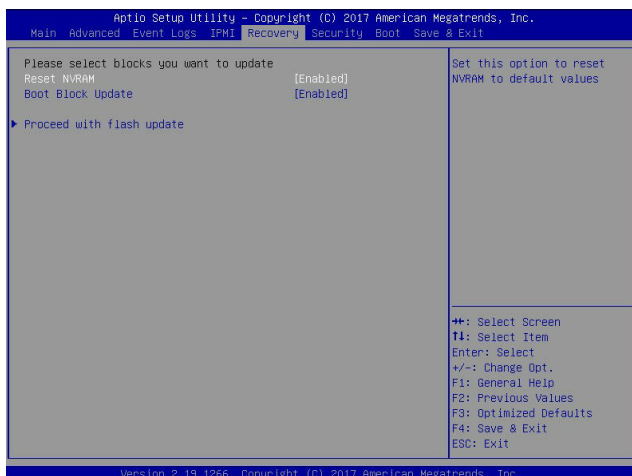 Aptio Setup Utility – Copyright (C) 2017 American Megatrends, Inc.
Main Advanced Event Logs IPMI Recovery Security Boot Save & Exit
Please select blocks you want to update
Reset NVRAM [Enabled]
Boot Block Update [Enabled]
Proceed with flash update
Set this option to reset
NVRAM to default values
→←: Select Screen
↑↓: Select Item
Enter: Select
+/-: Change Opt.
F1: General Help
F2: Previous Values
F3: Optimized Defaults
F4: Save & Exit
ESC: Exit
Version 2.19.1266. Copyright (C) 2017 American Megatrends, Inc.